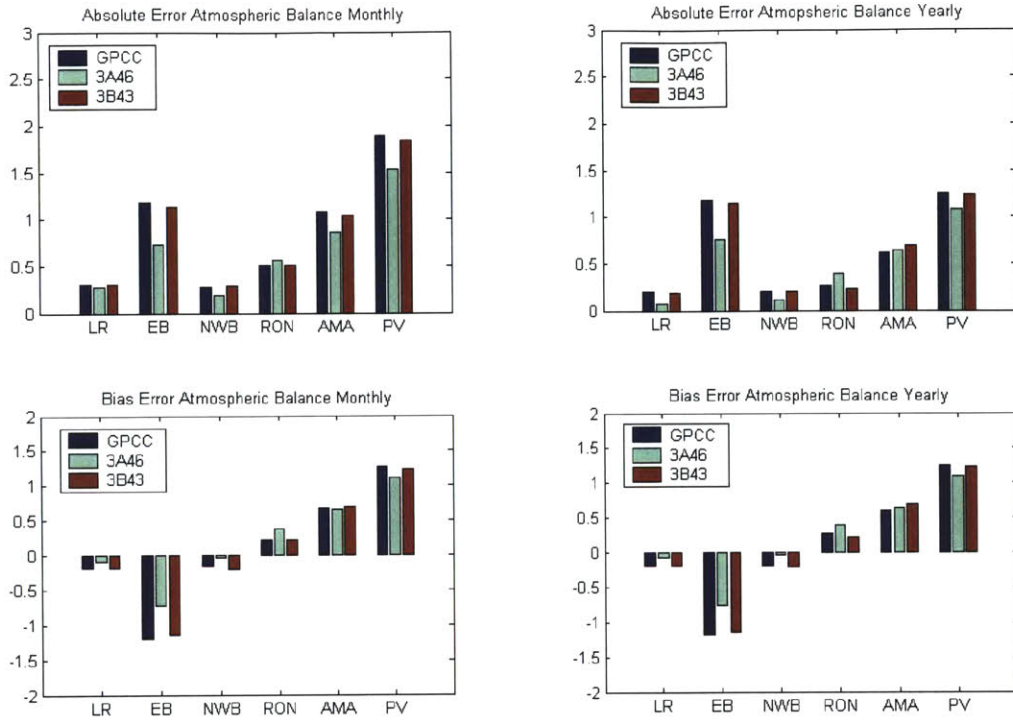 Absolute Error Atmospheric Balance Monthly
3
2.5
2
1.5
1
0.5
0
GPCC
3A46
3B43
LR EB NWB RON AMA PV
Absolute Error Atmopsheric Balance Yearly
3
2.5
2
1.5
1
0.5
0
GPCC
3A46
3B43
LR EB NWB RON AMA PV
Bias Error Atmospheric Balance Monthly
2
1.5
1
0.5
0
-0.5
-1
-1.5
-2
GPCC
3A46
3B43
LR EB NWB RON AMA PV
Bias Error Atmospheric Balance Yearly
2
1.5
1
0.5
0
-0.5
-1
-1.5
-2
GPCC
3A46
3B43
LR EB NWB RON AMA PV